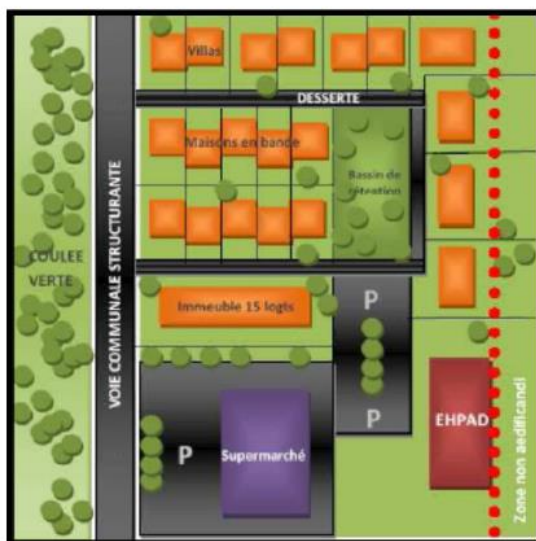 Villas
DESSERTE
Maisons en bande
Bassin de
rétention
COULEE
VERTE
VOIE COMMUNALE STRUCTURANTE
Immeuble 15 logts
P
P
P
Supermarché
EHPAD
Zone non aedificandi